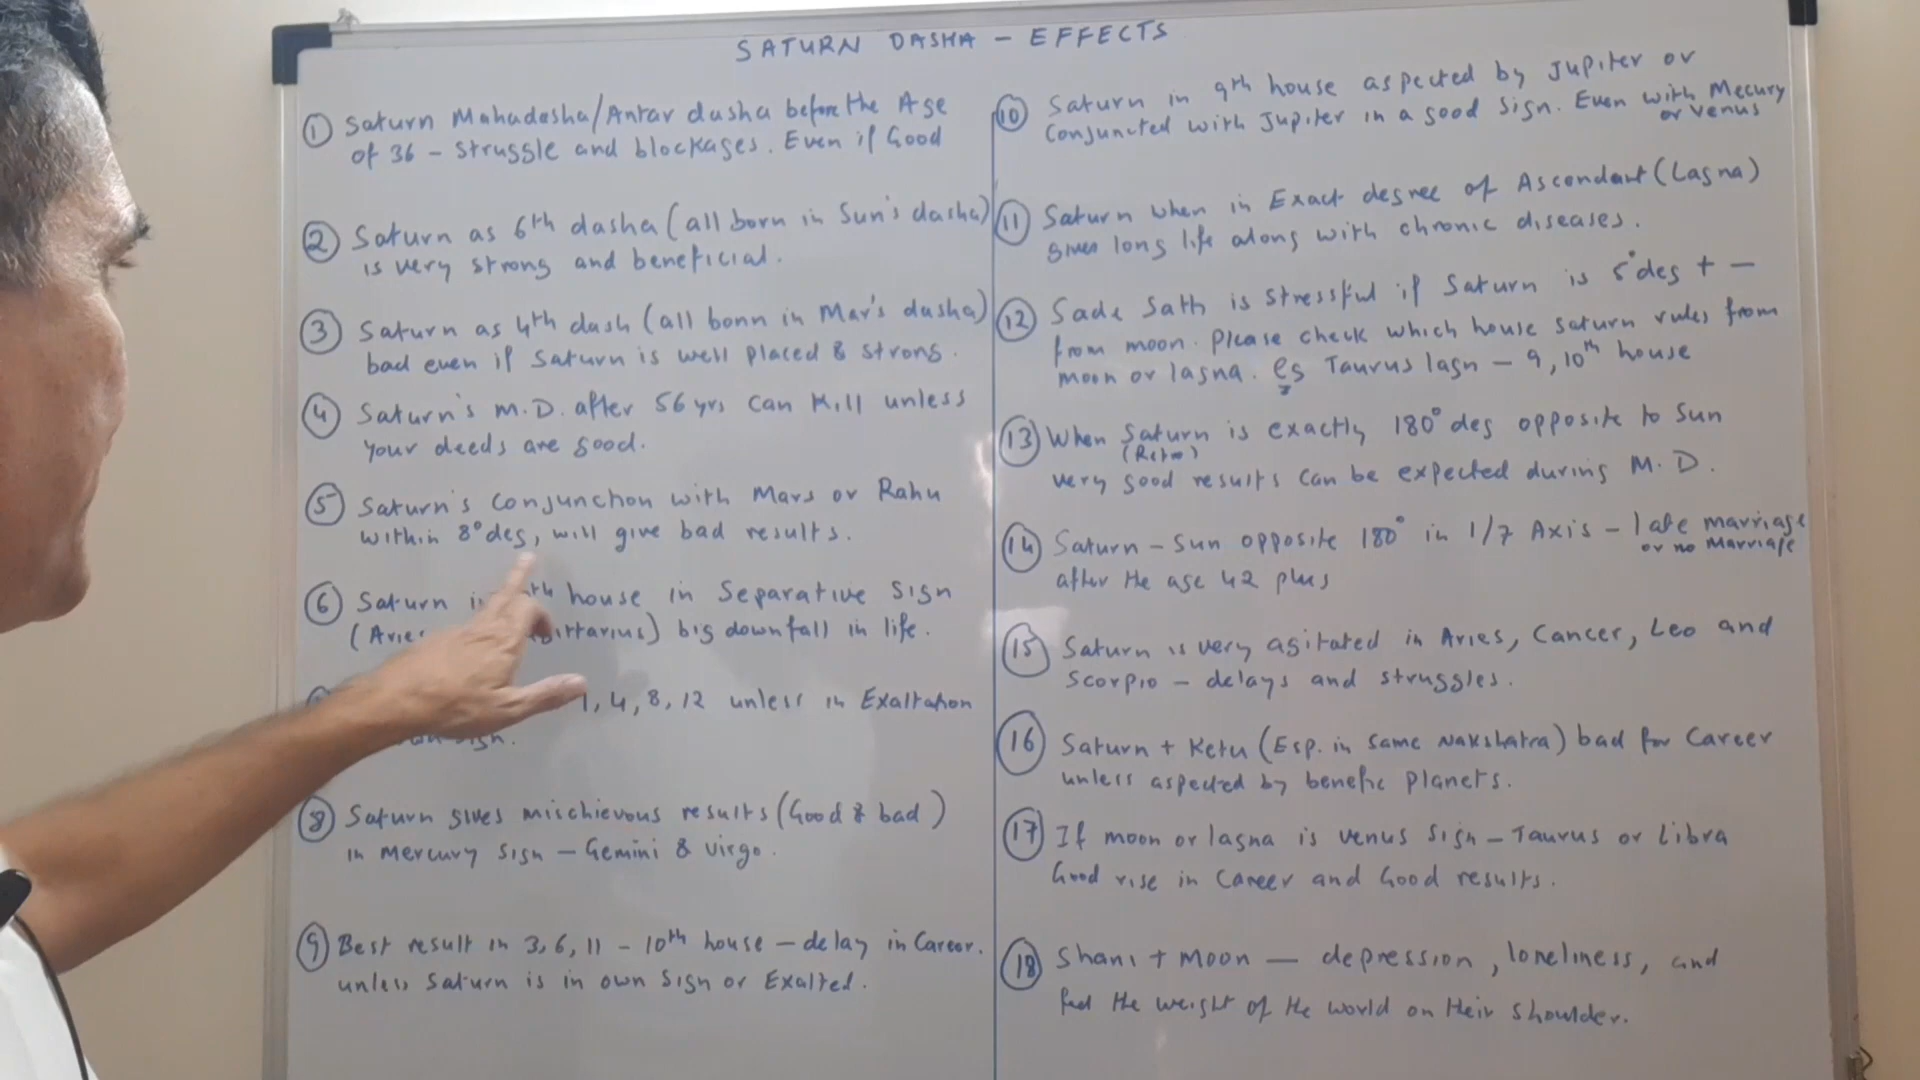 SATURN DASHA - EFFECTS
① Saturn Mahadasha/Antar dasha before the Age
of 36 - struggle and blockages. Even if Good
② Saturn as 6th dasha (all born in Sun's dasha)
is very strong and beneficial.
③ Saturn as 4th dash (all bonn in Mar's dasha)
bad even if Saturn is well placed & strong.
④ Saturn's M.D. after 56 yrs can kill unless
your deeds are good.
⑤ Saturn's conjunction with Mars or Rahu
within 8° deg, will give bad results.
⑥ Saturn in house in Separative Sign
( big downfall in life.
1, 4, 8, 12 unless in Exaltation
sign.
⑧ Saturn gives mischievous results (Good & bad)
in Mercury sign - Gemini & Virgo.
⑨ Best result in 3, 6, 11 - 10th house - delay in Career.
unless Saturn is in own sign or Exalted.
⑩ Saturn in 9th house aspected by Jupiter or
Conjuncted with Jupiter in a good sign. Even with Mecury
or Venus
⑪ Saturn when in Exact degree of Ascendant (Lagna)
gives long life along with chronic diseases.
⑫ Sade Sath is stressful if Saturn is 5° deg + -
from moon. Please check which house saturn rules from
moon or lagna. eg Taurus lagn - 9, 10th house
⑬ When Saturn is exactly 180° deg opposite to Sun
(Retro)
very good results can be expected during M.D.
⑭ Saturn - Sun opposite 180° in 1/7 Axis - late marriage
or no Marriage
after the age 42 plus
⑮ Saturn is very agitated in Aries, Cancer, Leo and
Scorpio - delays and struggles.
⑯ Saturn + Ketu (Esp. in same Nakshatra) bad for Career
unless aspected by benefic planets.
⑰ If moon or lagna is venus sign - Taurus or Libra
Good rise in Career and Good results.
⑱ Shani + Moon — depression, loneliness, and
feel the weight of the world on their shoulder.